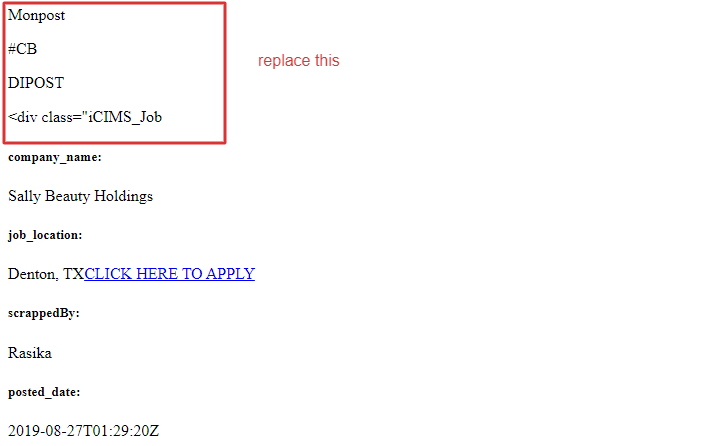 Monpost
replace this
#CB
DIPOST
<div class="iCIMS_Job
company_name:
Sally Beauty Holdings
job_location:
Denton, TXCLICK HERE TO APPLY
scrappedBy:
Rasika
posted_date:
2019-08-27T01:29:20Z